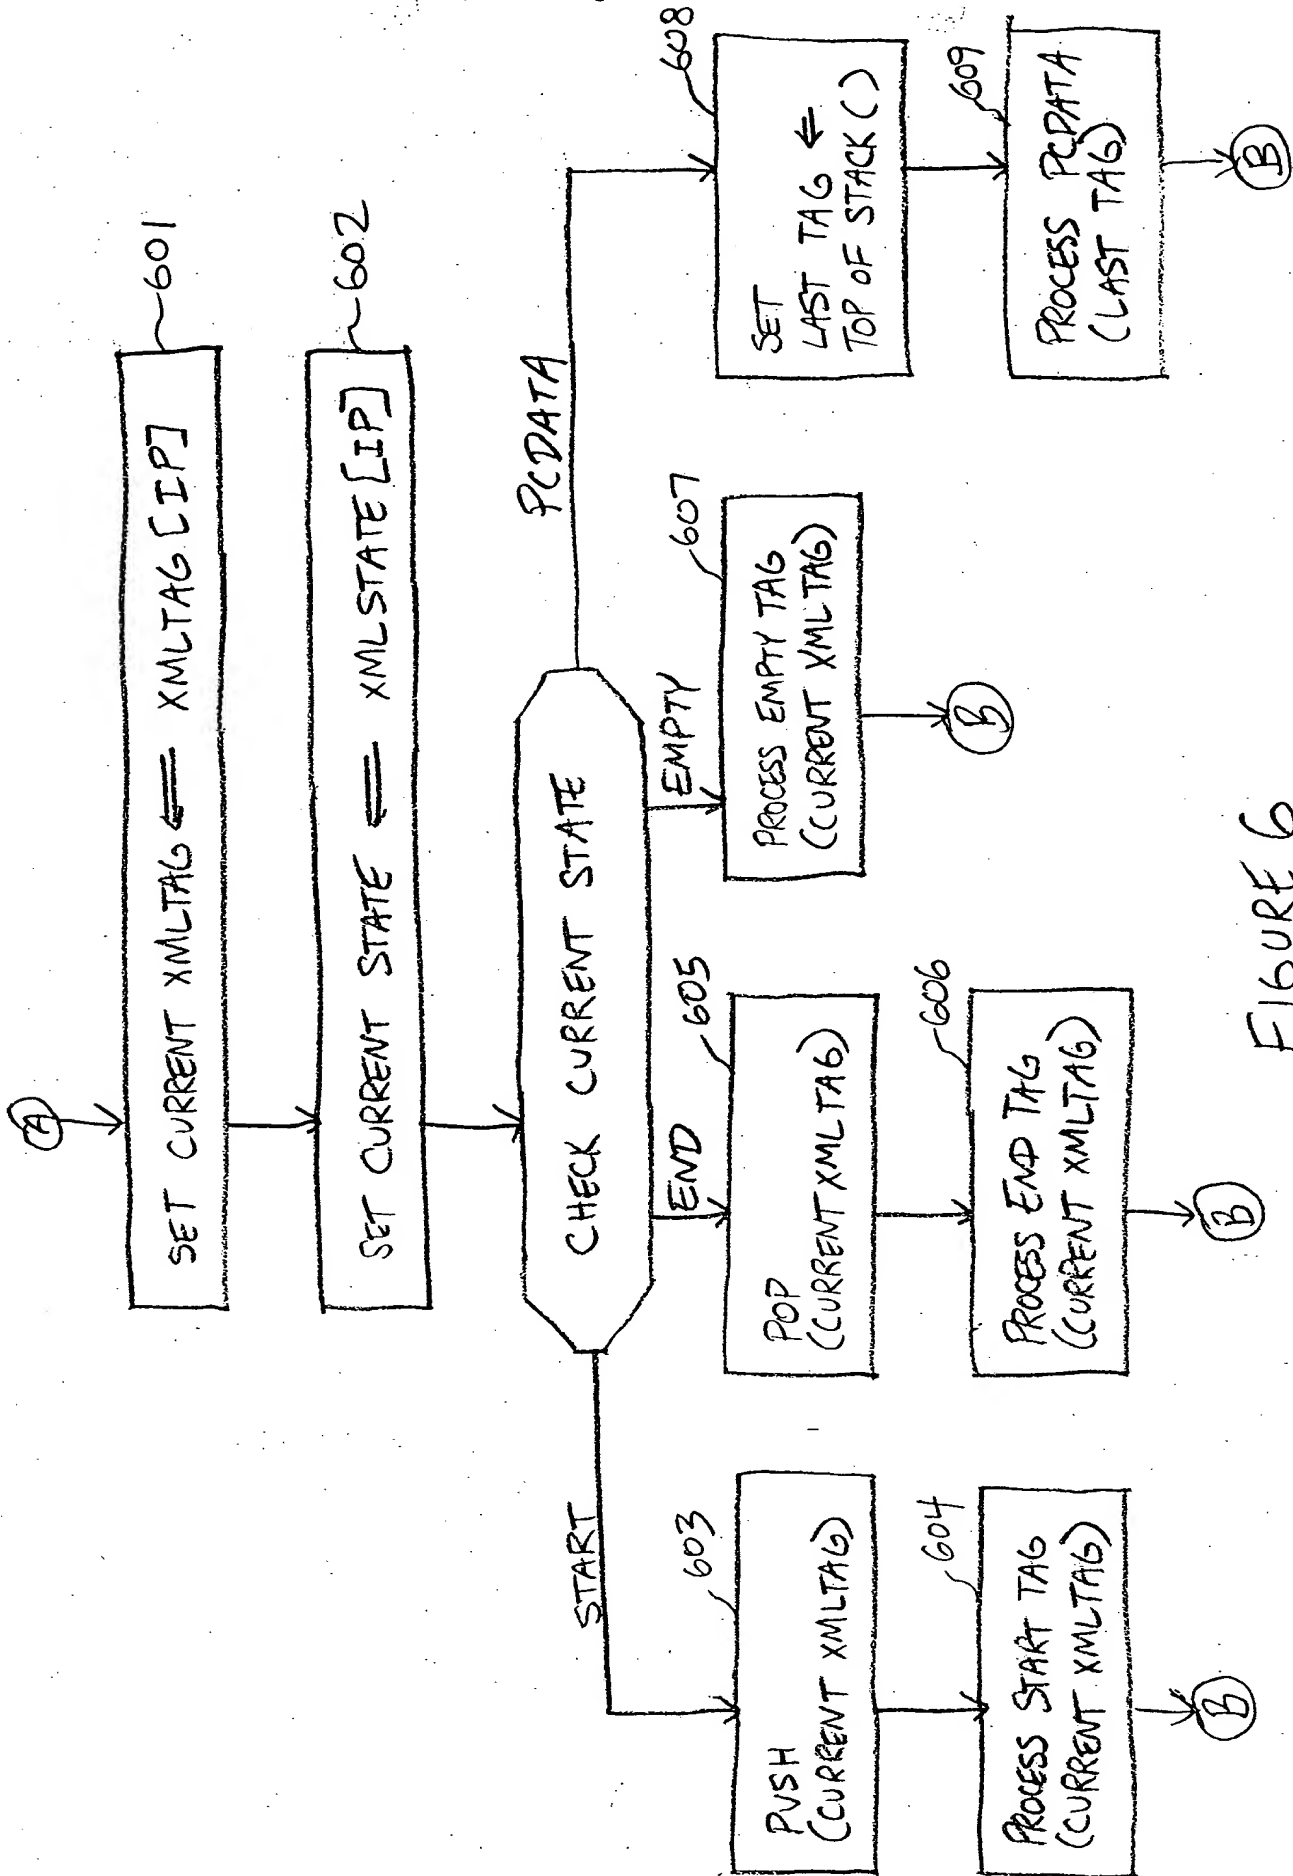 A
SET CURRENT XMLTAG ⇐ XMLTAG [IP]
601
SET CURRENT STATE ⇐ XMLSTATE [IP]
602
CHECK CURRENT STATE
START
END
EMPTY
PCDATA
603
PUSH
(CURRENT XMLTAG)
604
PROCESS START TAG
(CURRENT XMLTAG)
B
605
POP
(CURRENT XMLTAG)
606
PROCESS END TAG
(CURRENT XMLTAG)
B
607
PROCESS EMPTY TAG
(CURRENT XMLTAG)
B
608
SET
LAST TAG ⇐
TOP OF STACK ( )
609
PROCESS PCDATA
(LAST TAG)
B
FIGURE 6